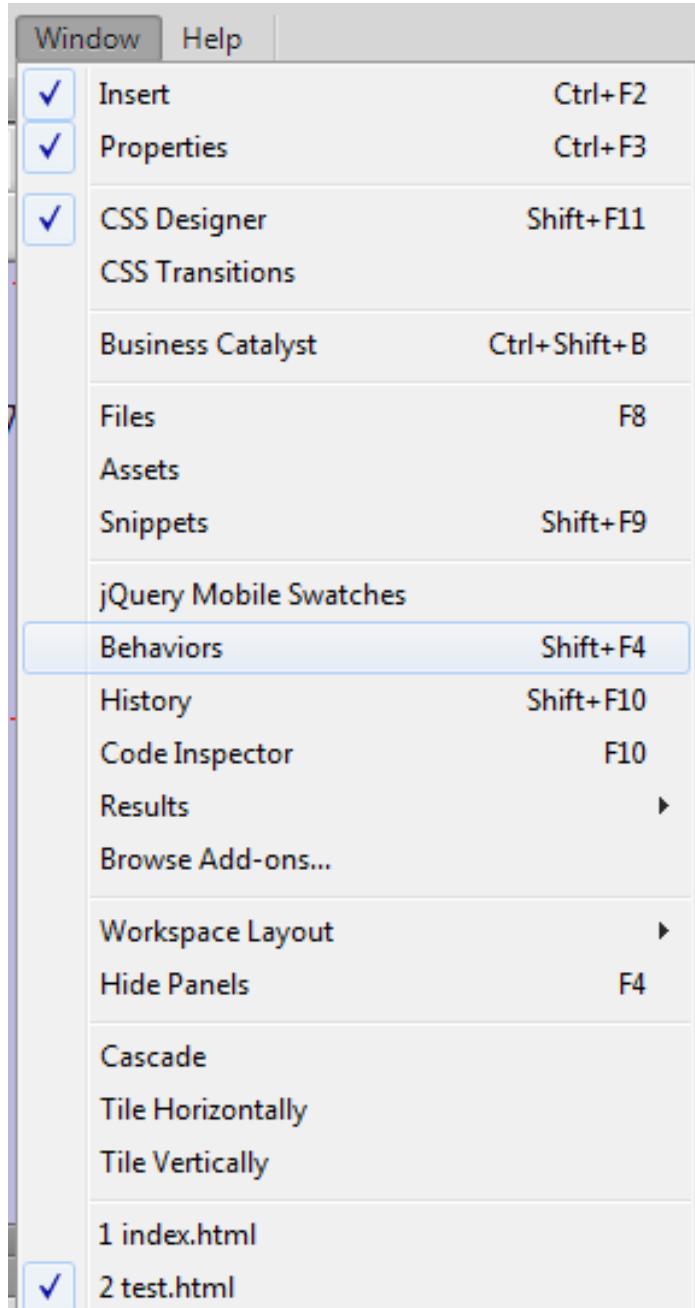 Window Help
Insert Ctrl+F2
Properties Ctrl+F3
CSS Designer Shift+F11
CSS Transitions
Business Catalyst Ctrl+Shift+B
Files F8
Assets
Snippets Shift+F9
jQuery Mobile Swatches
Behaviors Shift+F4
History Shift+F10
Code Inspector F10
Results
Browse Add-ons...
Workspace Layout
Hide Panels F4
Cascade
Tile Horizontally
Tile Vertically
1 index.html
2 test.html